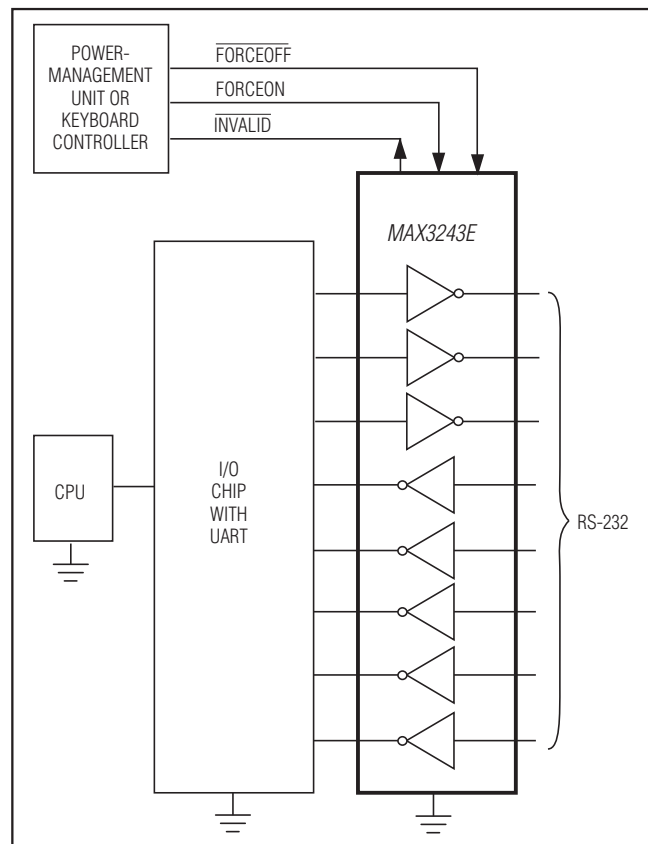 POWER-
MANAGEMENT
UNIT OR
KEYBOARD
CONTROLLER
FORCEOFF
FORCEON
INVALID
MAX3243E
CPU
I/O
CHIP
WITH
UART
RS-232